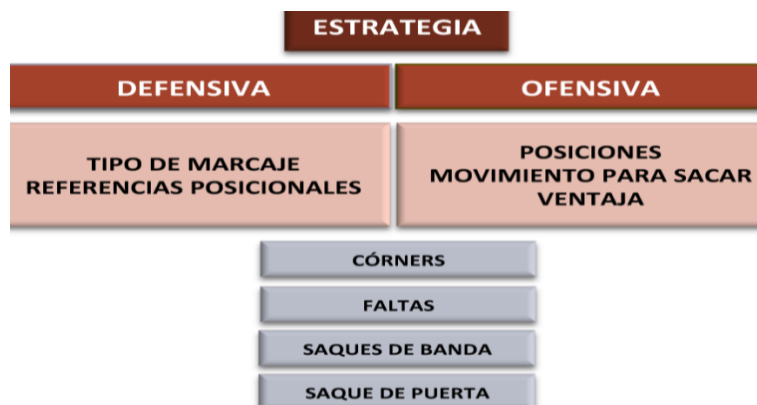 ESTRATEGIA
DEFENSIVA
OFENSIVA
TIPO DE MARCAJE
REFERENCIAS POSICIONALES
POSICIONES
MOVIMIENTO PARA SACAR
VENTAJA
CÓRNERS
FALTAS
SAQUES DE BANDA
SAQUE DE PUERTA